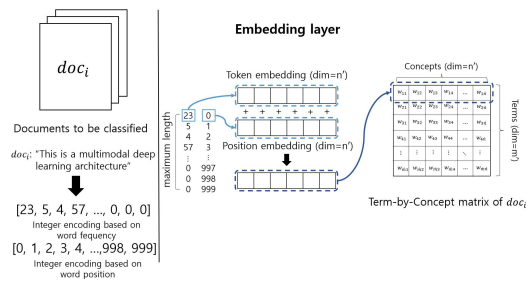 Embedding layer
doc_i
Documents to be classified
doc_i: "This is a multimodal deep
learning architecture"
[23, 5, 4, 57, ..., 0, 0, 0]
Integer encoding based on
word fequency
[0, 1, 2, 3, 4, ...,998, 999]
Integer encoding based on
word position
maximum length
23 0
5 1
4 2
57 3
⋮ ⋮
0 997
0 998
0 999
Token embedding (dim=n')
+ + + + + +
Position embedding (dim=n')
Concepts (dim=n')
Terms (dim=n')
Term-by-Concept matrix of doc_i